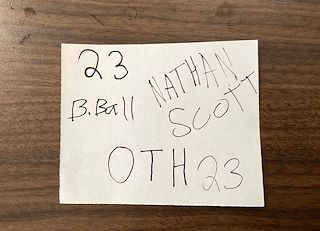 23
B.Ball
NATHAN
SCOTT
OTH 23